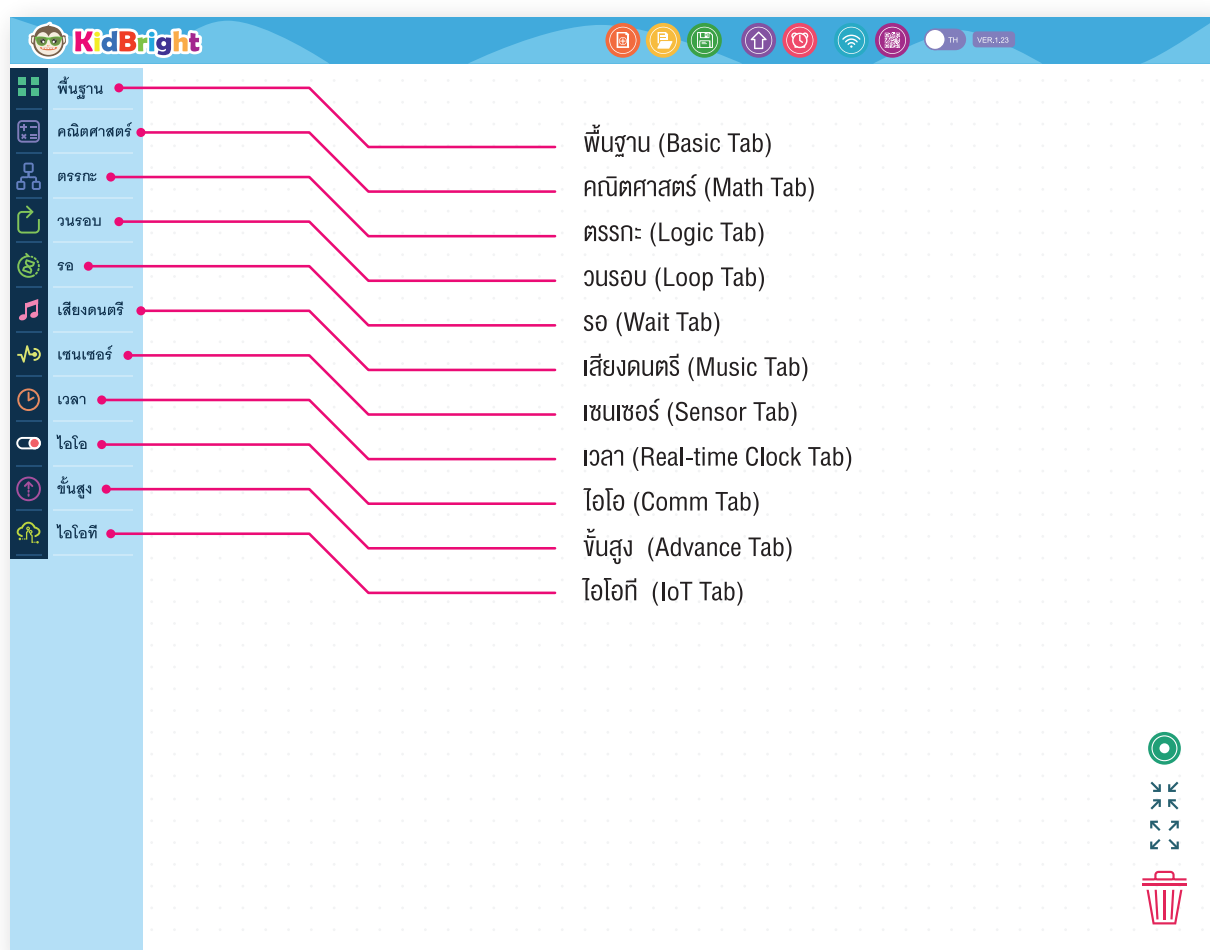 KidBright
TH
VER.1.23
พื้นฐาน
คณิตศาสตร์
ตรรกะ
วนรอบ
รอ
เสียงดนตรี
เซนเซอร์
เวลา
ไอโอ
ขั้นสูง
ไอโอที
พื้นฐาน (Basic Tab)
คณิตศาสตร์ (Math Tab)
ตรรกะ (Logic Tab)
วนรอบ (Loop Tab)
รอ (Wait Tab)
เสียงดนตรี (Music Tab)
เซนเซอร์ (Sensor Tab)
เวลา (Real-time Clock Tab)
ไอโอ (Comm Tab)
ขั้นสูง (Advance Tab)
ไอโอที (IoT Tab)